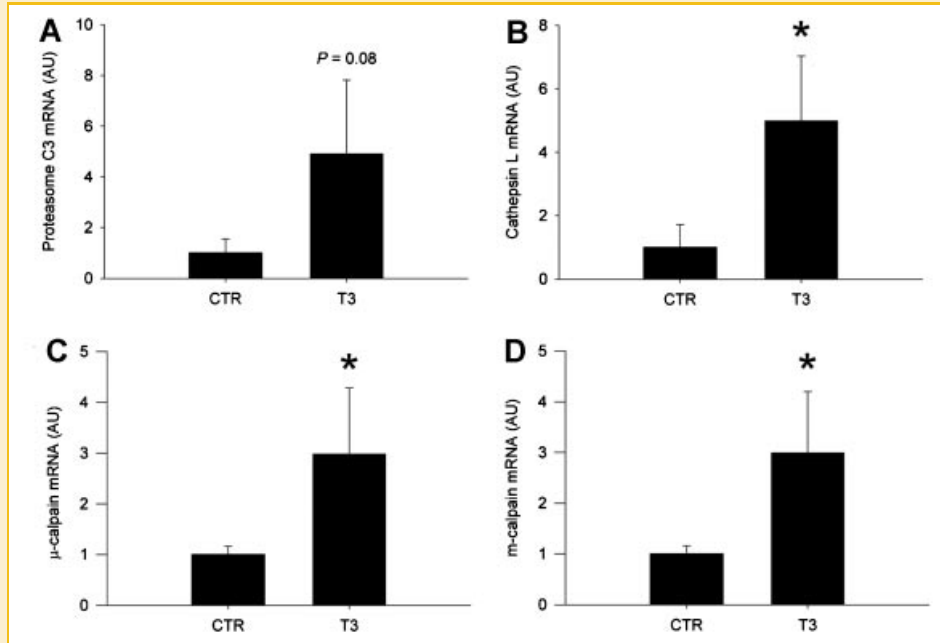 A
Proteasome C3 mRNA (AU)
10
8
6
4
2
0
P = 0.08
CTR
T3
B
Cathepsin L mRNA (AU)
8
6
4
2
0
*
CTR
T3
C
μ-calpain mRNA (AU)
5
4
3
2
1
0
*
CTR
T3
D
m-calpain mRNA (AU)
5
4
3
2
1
0
*
CTR
T3